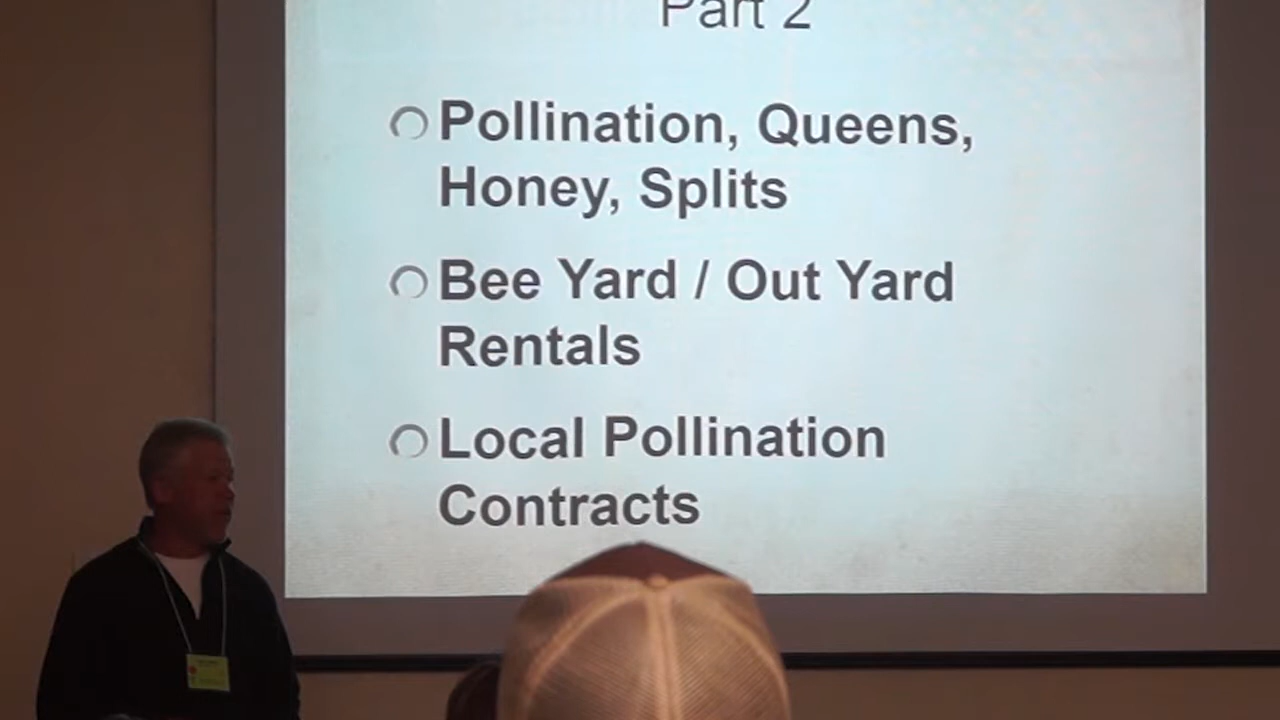 Part 2
Pollination, Queens,
Honey, Splits
Bee Yard / Out Yard
Rentals
Local Pollination
Contracts